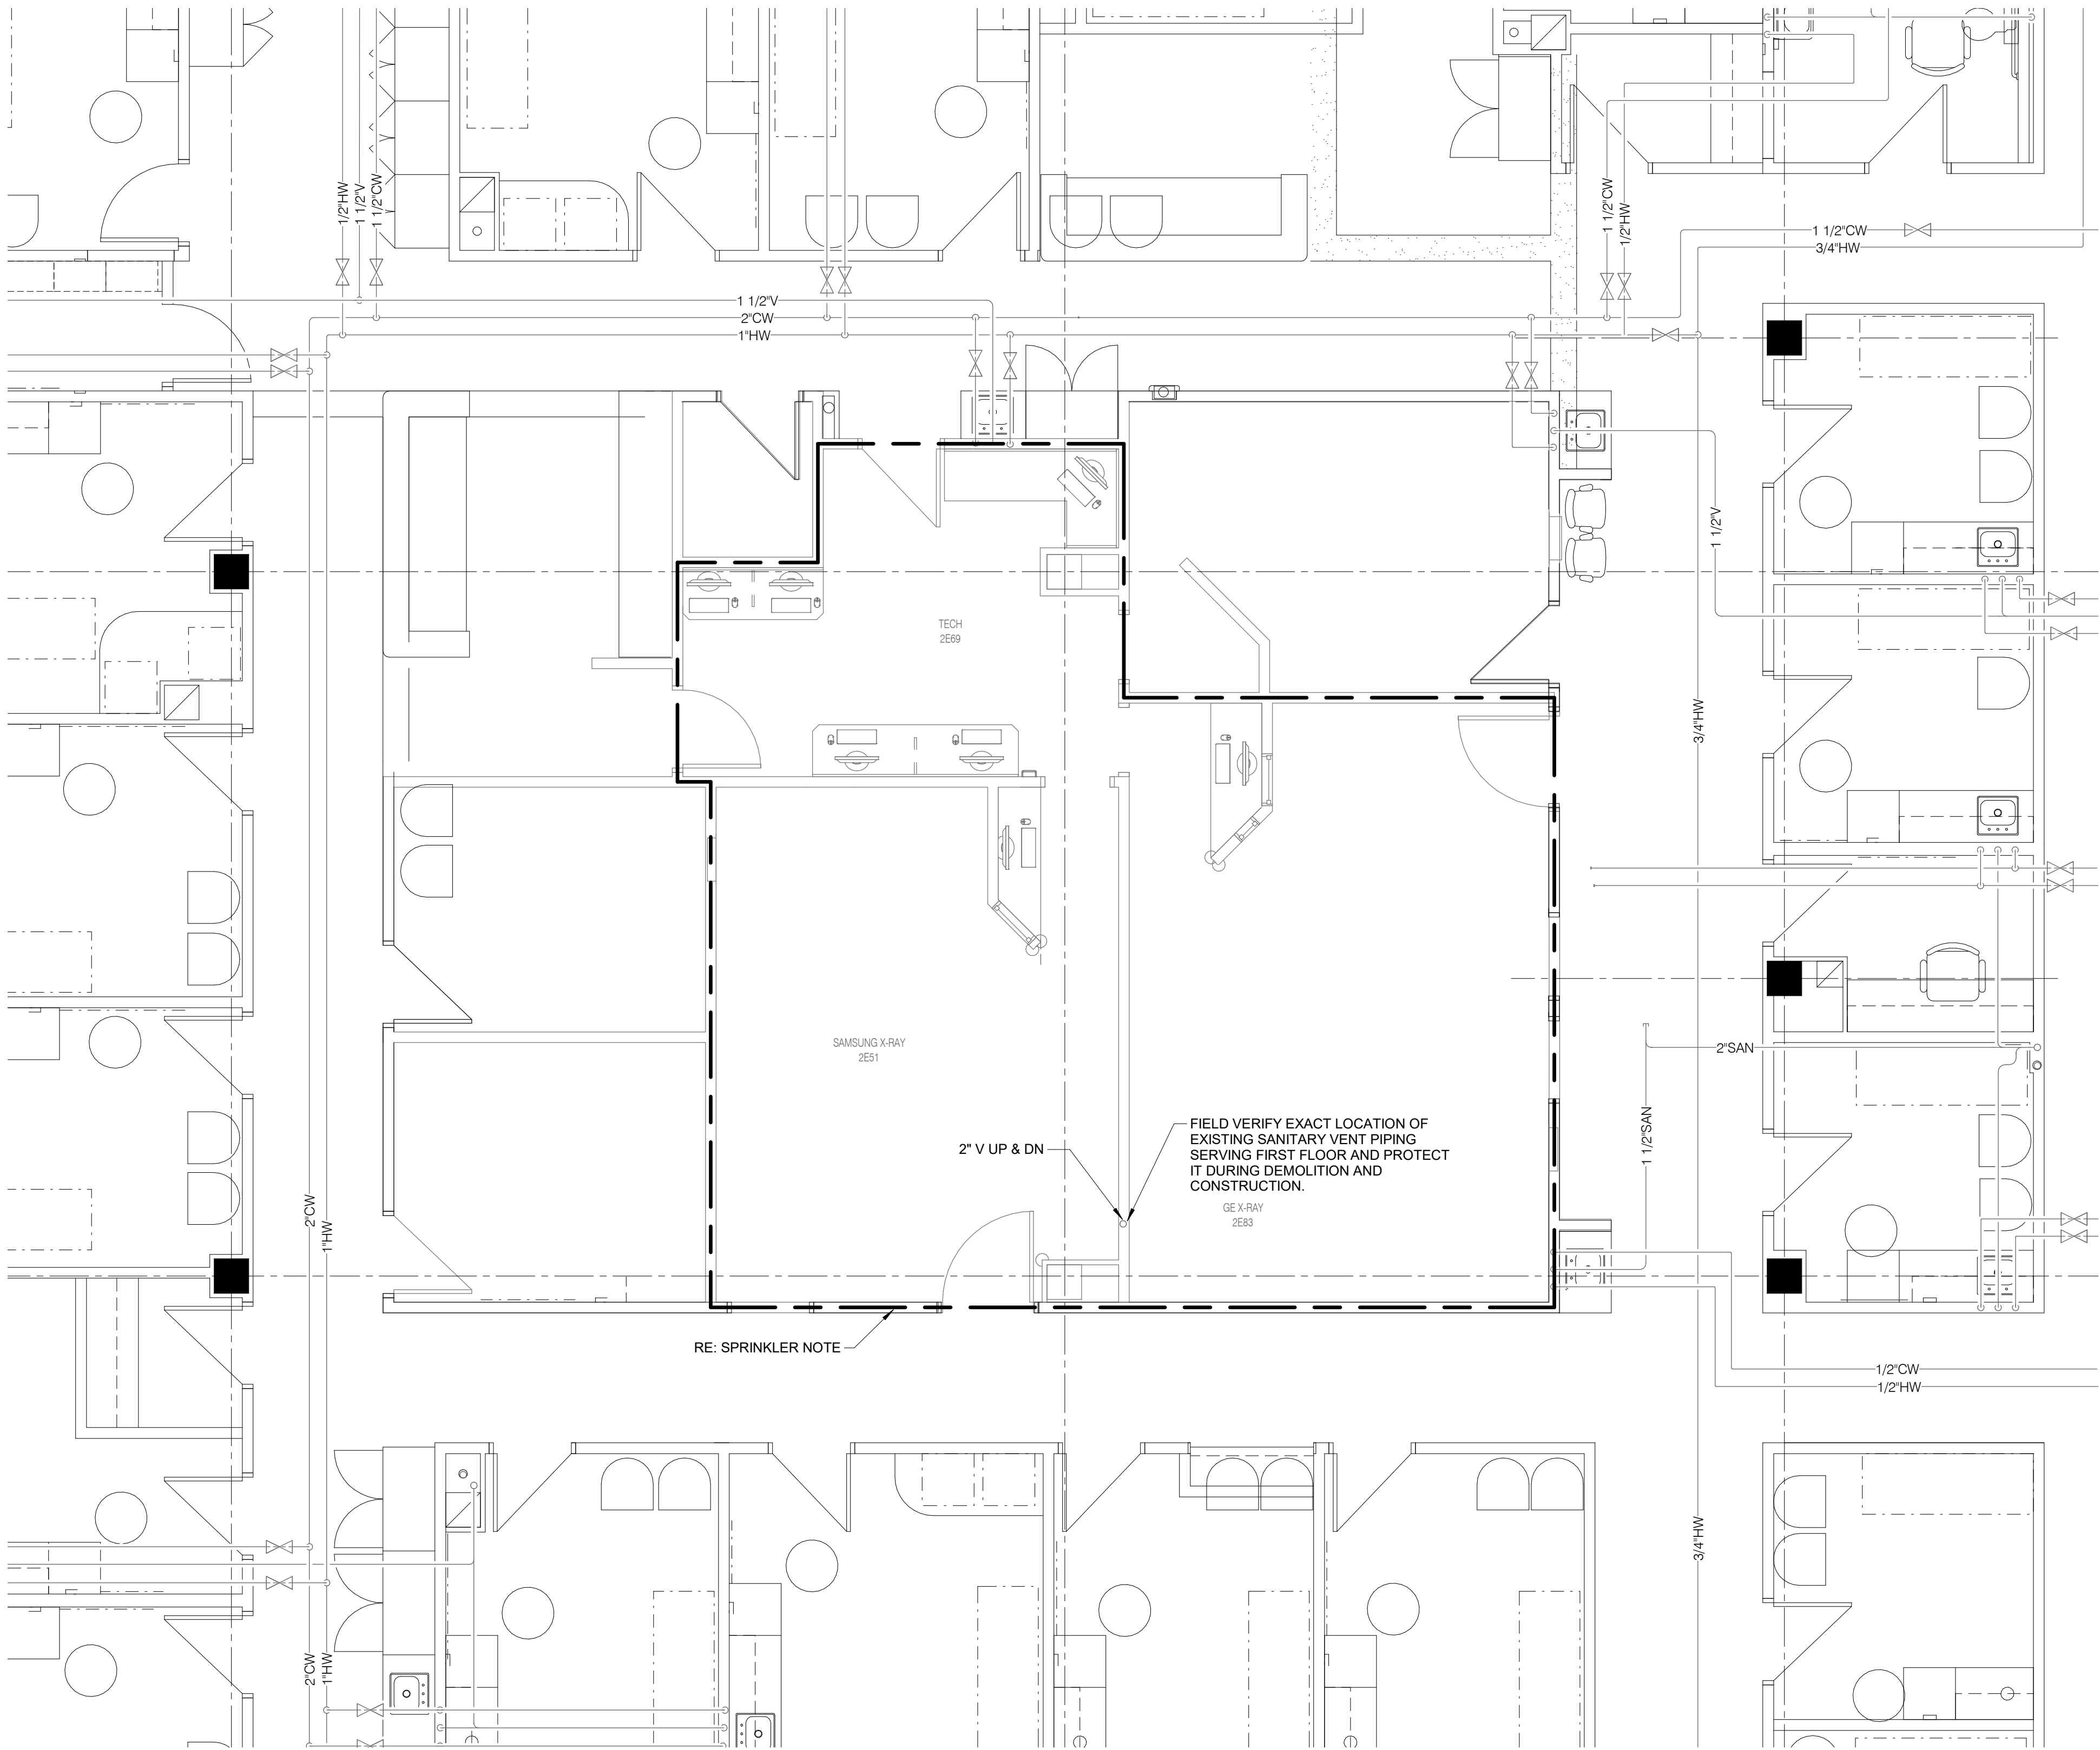 1/2"HW
1 1/2"V
1 1/2"CW
1 1/2"CW
1/2"HW
1 1/2"CW
3/4"HW
1 1/2"V
2"CW
1"HW
1 1/2"V
TECH
2E69
3/4"HW
SAMSUNG X-RAY
2E51
2"SAN
1 1/2"SAN
FIELD VERIFY EXACT LOCATION OF
EXISTING SANITARY VENT PIPING
SERVING FIRST FLOOR AND PROTECT
IT DURING DEMOLITION AND
CONSTRUCTION.
2" V UP & DN
GE X-RAY
2E83
2"CW
1"HW
RE: SPRINKLER NOTE
1/2"CW
1/2"HW
3/4"HW
2"CW
1"HW